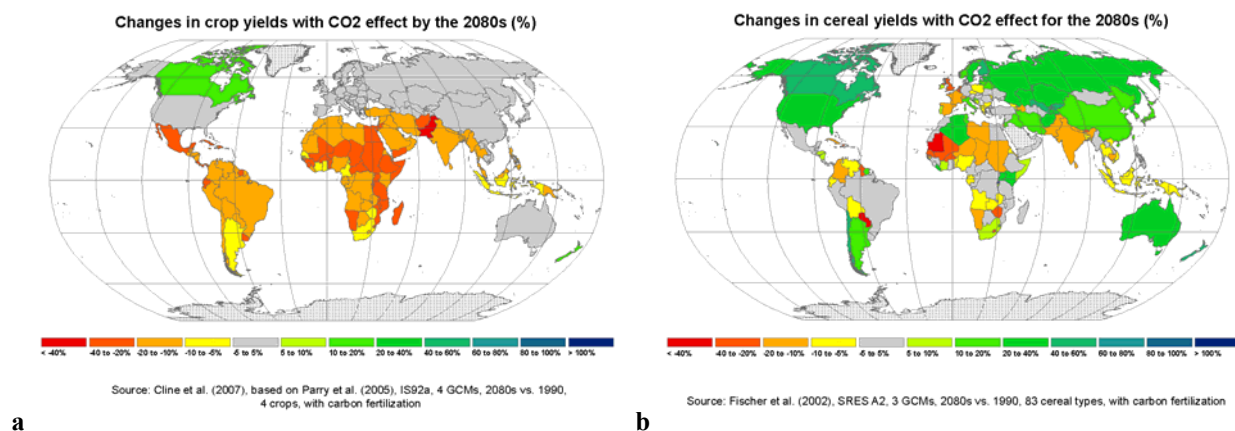 Changes in crop yields with CO2 effect by the 2080s (%)
< -40% -40 to -20% -20 to -10% -10 to -5% -5 to 5% 5 to 10% 10 to 20% 20 to 40% 40 to 60% 60 to 80% 80 to 100% > 100%
Source: Cline et al. (2007), based on Parry et al. (2005), IS92a, 4 GCMs, 2080s vs. 1990,
4 crops, with carbon fertilization
a
Changes in cereal yields with CO2 effect for the 2080s (%)
< -40% -40 to -20% -20 to -10% -10 to -5% -5 to 5% 5 to 10% 10 to 20% 20 to 40% 40 to 60% 60 to 80% 80 to 100% > 100%
Source: Fischer et al. (2002), SRES A2, 3 GCMs, 2080s vs. 1990, 83 cereal types, with carbon fertilization
b